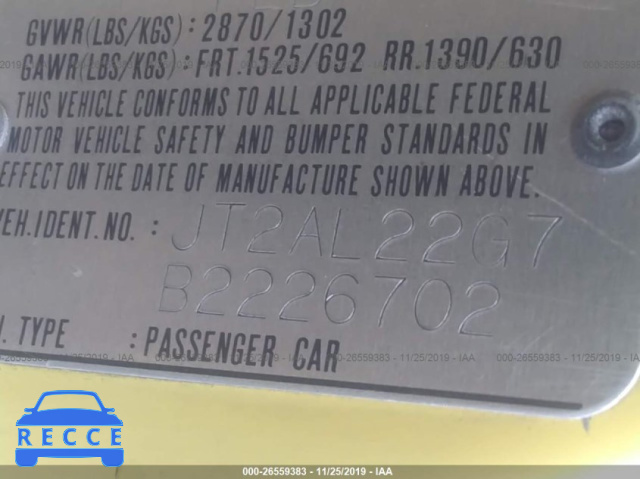 GVWR(LBS/KGS):2870/1302
GAWR(LBS/KGS):FRT.1525/692 RR.1390/630
THIS VEHICLE CONFORMS TO ALL APPLICABLE FEDERAL
MOTOR VEHICLE SAFETY AND BUMPER STANDARDS IN
EFFECT ON THE DATE OF MANUFACTURE SHOWN ABOVE.
VEH.IDENT.NO. : JT2AL22G7
B2226702
. TYPE : PASSENGER CAR
000-26559383 - 11/25/2019 - IAA
RECCE
000-26559383 - 11/25/2019 - IAA